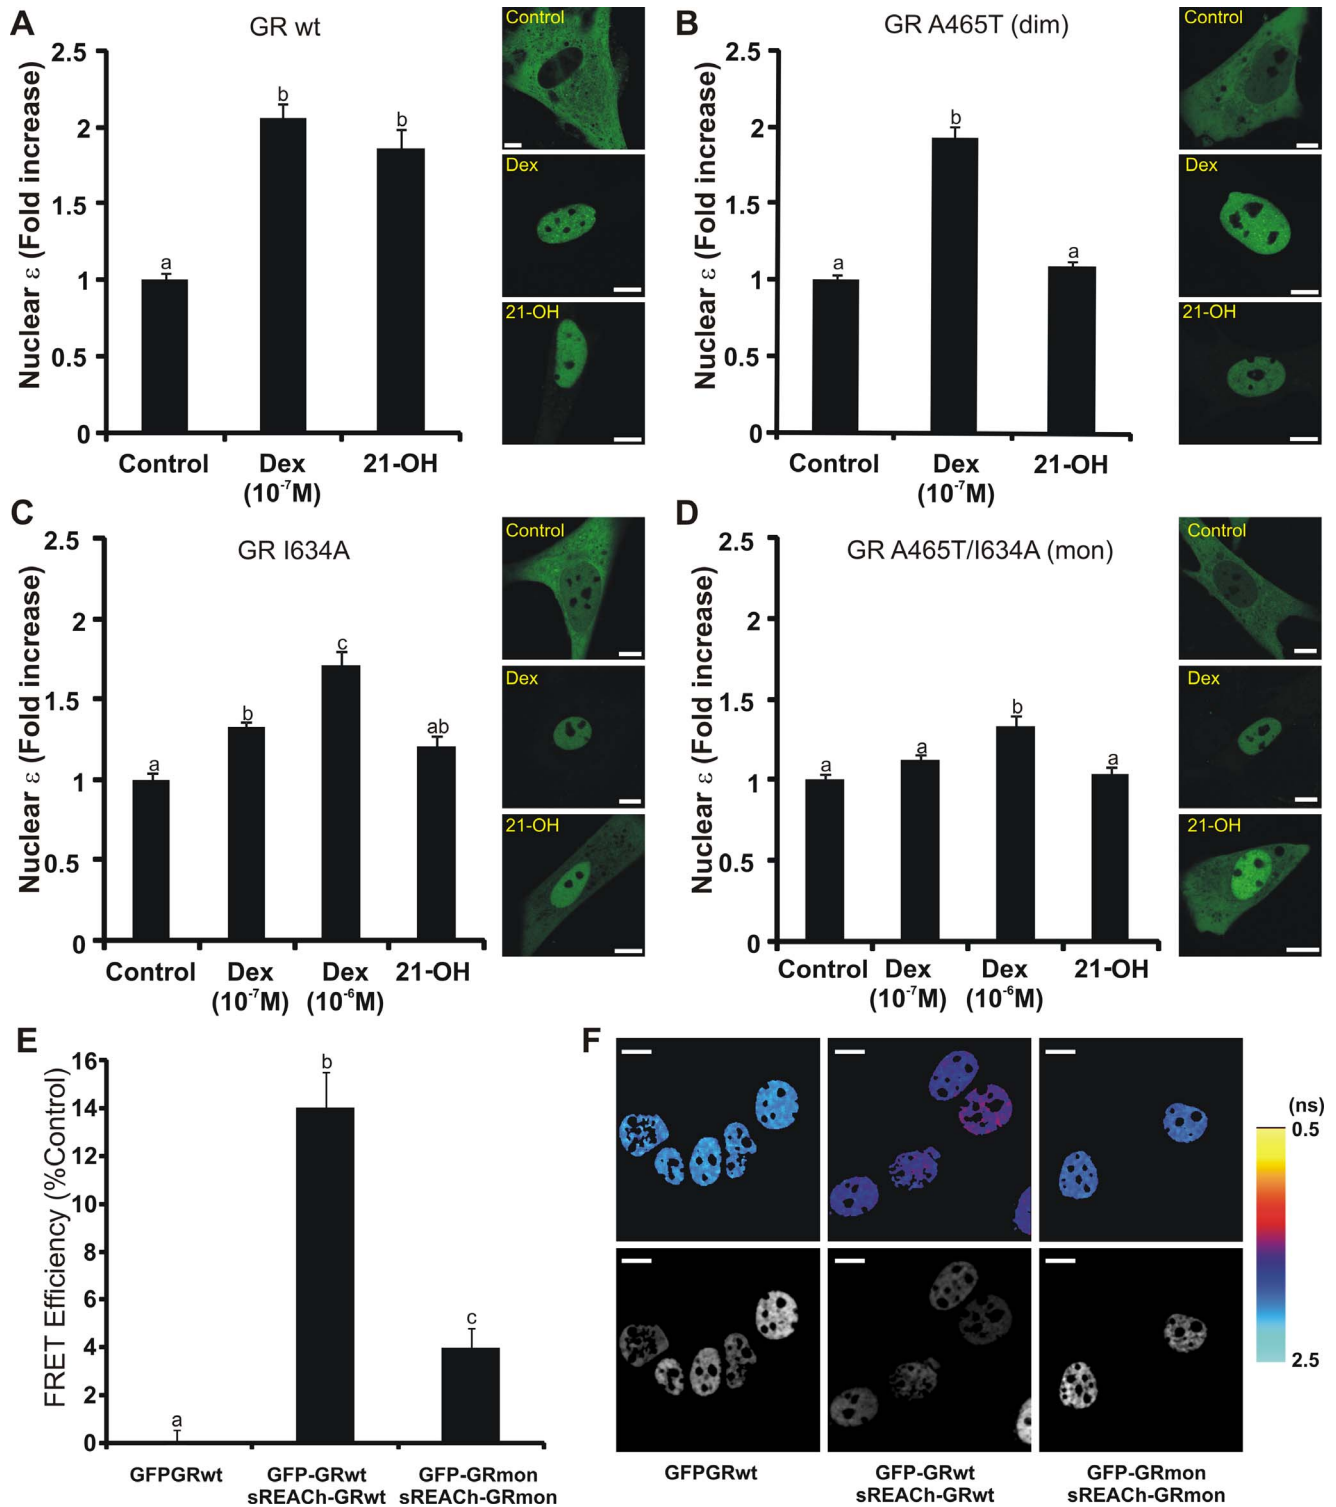 A
GR wt
Nuclear ε (Fold increase)
2.5
2
1.5
1
0.5
0
a
b
b
Control
Dex
(10⁻⁷M)
21-OH
Control
Dex
21-OH
B
GR A465T (dim)
Nuclear ε (Fold increase)
2.5
2
1.5
1
0.5
0
a
b
a
Control
Dex
(10⁻⁷M)
21-OH
Control
Dex
21-OH
C
GR I634A
Nuclear ε (Fold increase)
2.5
2
1.5
1
0.5
0
a
b
c
ab
Control
Dex
(10⁻⁷M)
Dex
(10⁻⁶M)
21-OH
Control
Dex
21-OH
D
GR A465T/I634A (mon)
Nuclear ε (Fold increase)
2.5
2
1.5
1
0.5
0
a
a
b
a
Control
Dex
(10⁻⁷M)
Dex
(10⁻⁶M)
21-OH
Control
Dex
21-OH
E
FRET Efficiency (%Control)
16
14
12
10
8
6
4
2
0
a
b
c
GFPGRwt
GFP-GRwt
sREACh-GRwt
GFP-GRmon
sREACh-GRmon
F
(ns)
0.5
2.5
GFPGRwt
GFP-GRwt
sREACh-GRwt
GFP-GRmon
sREACh-GRmon